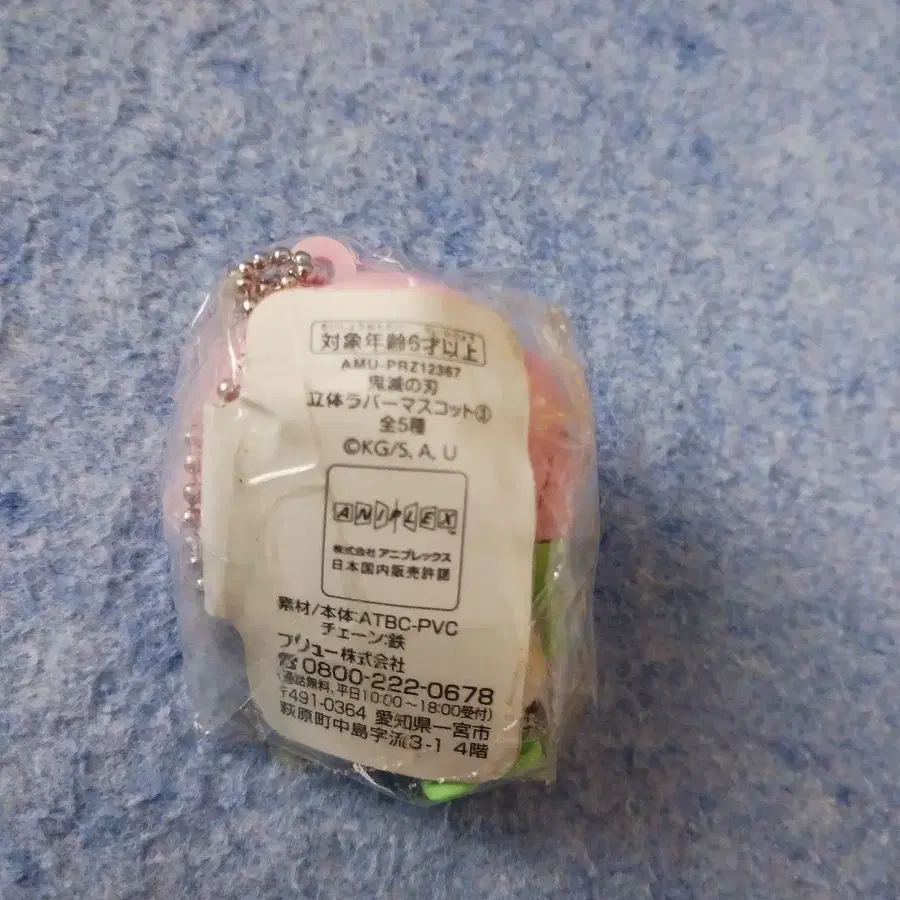 対象年齢6才以上
AMU-PRZ12367
鬼滅の刃
立体ラバーマスコット③
全5種
©KG/S, A, U
ANIPLEX
株式会社 アニプレックス
日本国内販売許諾
素材/本体:ATBC-PVC
チェーン:鉄
フリュー株式会社
☎0800-222-0678
(通話無料、平日10:00~18:00受付)
〒491-0364 愛知県一宮市
萩原町中島字流3-1 4階